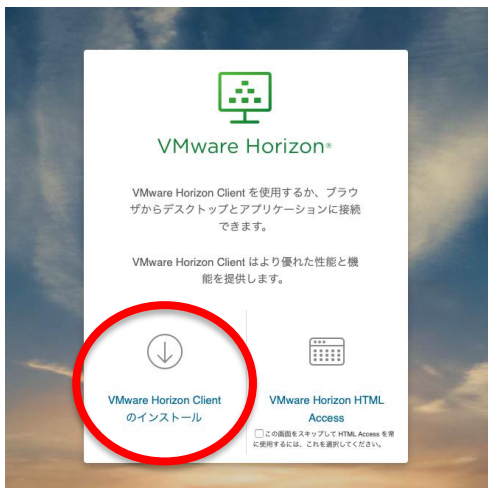 VMware Horizon®
VMware Horizon Client を使用するか、ブラウ
ザからデスクトップとアプリケーションに接続
できます。
VMware Horizon Client はより優れた性能と機
能を提供します。
VMware Horizon Client
のインストール
VMware Horizon HTML
Access
この画面をスキップして HTML Access を常
に使用するには、これを選択してください。